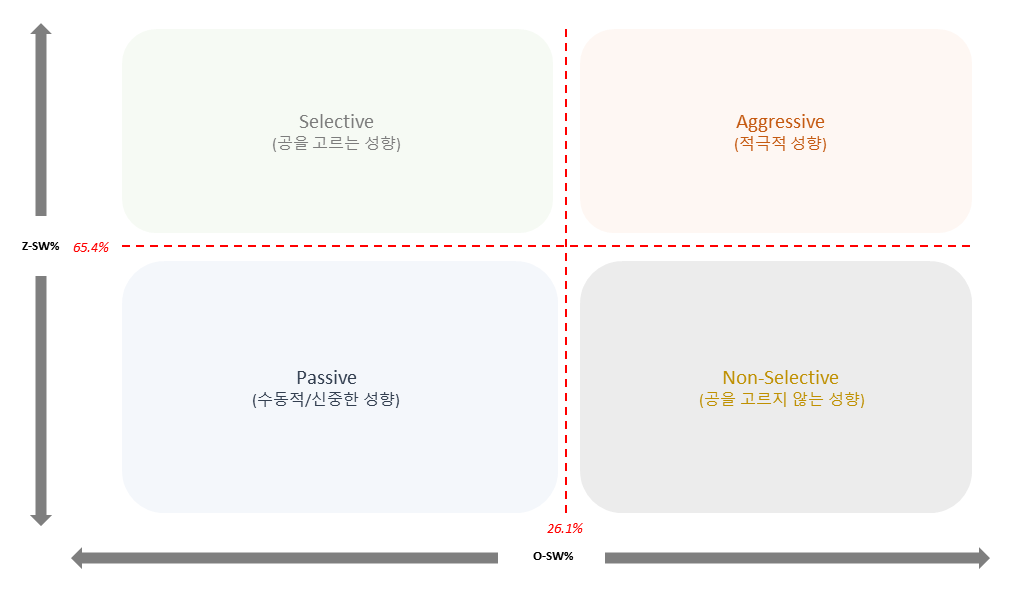 Selective
(공을 고르는 성향)
Aggressive
(적극적 성향)
Z-SW%
65.4%
Passive
(수동적/신중한 성향)
Non-Selective
(공을 고르지 않는 성향)
26.1%
O-SW%